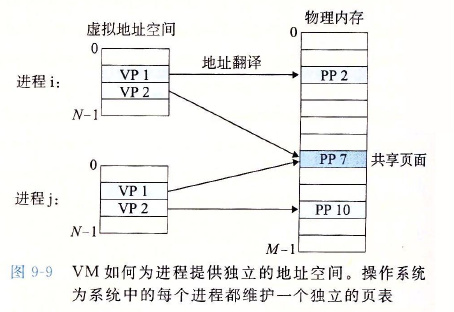 虚拟地址空间
物理内存
0
0
地址翻译
进程i:
VP 1
PP 2
VP 2
N-1
0
PP 7
共享页面
进程j:
VP 1
VP 2
PP 10
N-1
M-1
图 9-9 VM 如何为进程提供独立的地址空间。操作系统
为系统中的每个进程都维护一个独立的页表